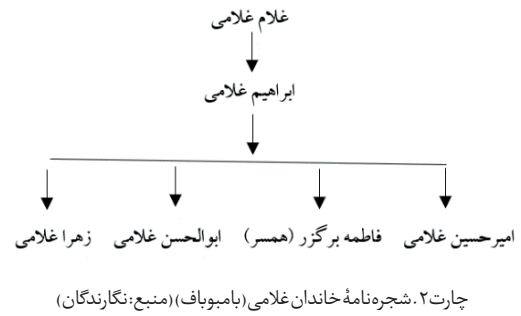 غلام غلامی
ابراهیم غلامی
امیرحسین غلامی فاطمه برگزر (همسر) ابوالحسن غلامی زهرا غلامی
چارت۲. شجره‌نامهٔ خاندان غلامی(بامبوباف)(منبع:نگارندگان)